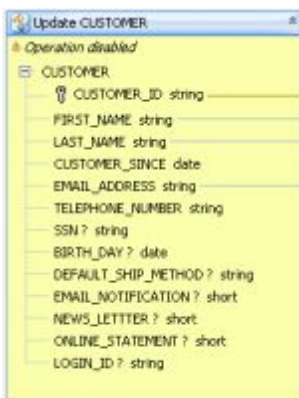 Update CUSTOMER
Operation disabled
CUSTOMER
CUSTOMER_ID string
FIRST_NAME string
LAST_NAME string
CUSTOMER_SINCE date
EMAIL_ADDRESS string
TELEPHONE_NUMBER string
SSN ? string
BIRTH_DAY ? date
DEFAULT_SHIP_METHOD ? string
EMAIL_NOTIFICATION ? short
NEWS_LETTTER ? short
ONLINE_STATEMENT ? short
LOGIN_ID ? string